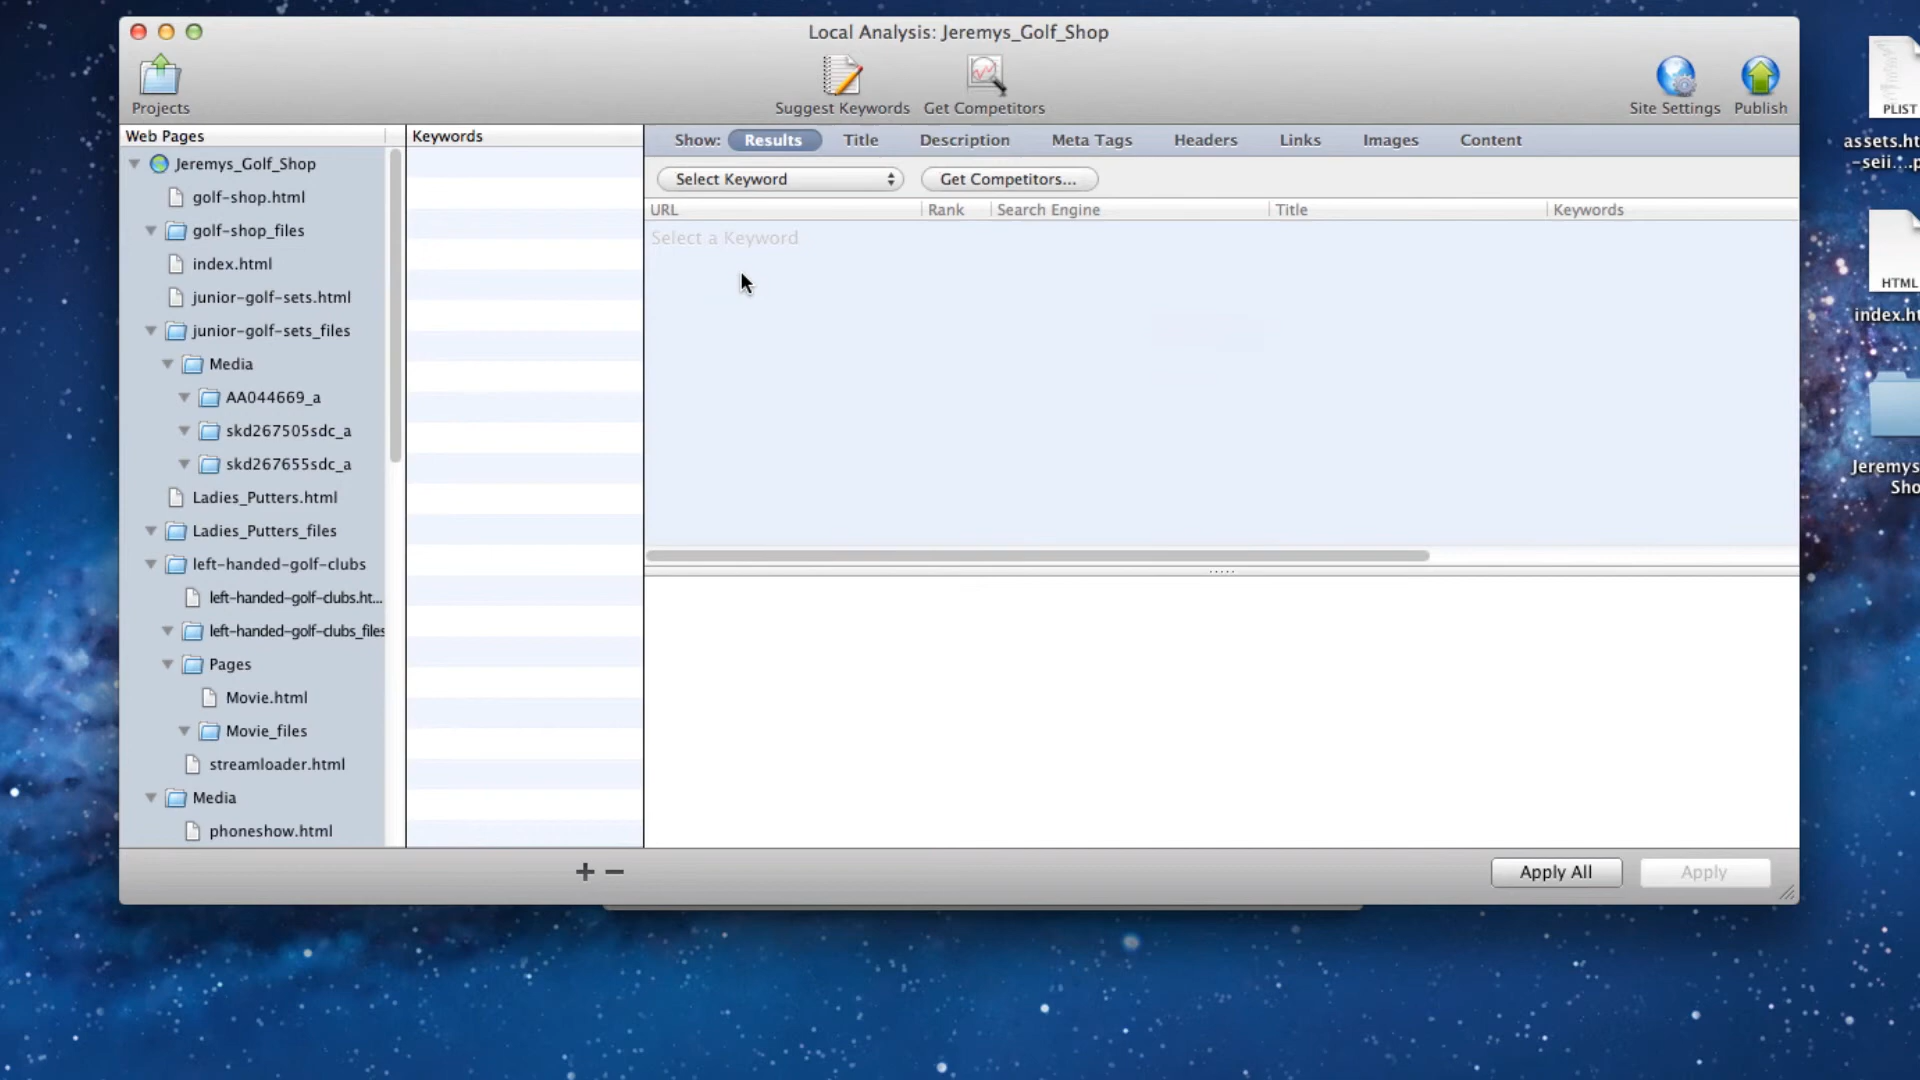 Local Analysis: Jeremys_Golf_Shop
Projects
Suggest Keywords
Get Competitors
Site Settings
Publish
Web Pages
Keywords
Show:
Results
Title
Description
Meta Tags
Headers
Links
Images
Content
Select Keyword
Get Competitors...
URL
Rank
Search Engine
Title
Keywords
Select a Keyword
Jeremys_Golf_Shop
golf-shop.html
golf-shop_files
index.html
junior-golf-sets.html
junior-golf-sets_files
Media
AA044669_a
skd267505sdc_a
skd267655sdc_a
Ladies_Putters.html
Ladies_Putters_files
left-handed-golf-clubs
left-handed-golf-clubs.ht...
left-handed-golf-clubs_files
Pages
Movie.html
Movie_files
streamloader.html
Media
phoneshow.html
Apply All
Apply
PLIST
assets.ht
-seii...p
HTML
index.ht
Jeremys
Sho